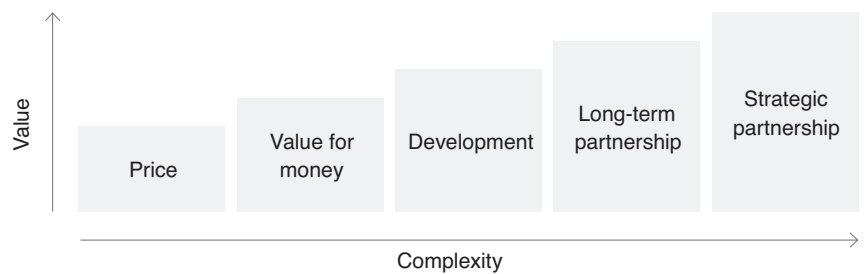 Value
Price
Value for
money
Development
Long-term
partnership
Strategic
partnership
Complexity